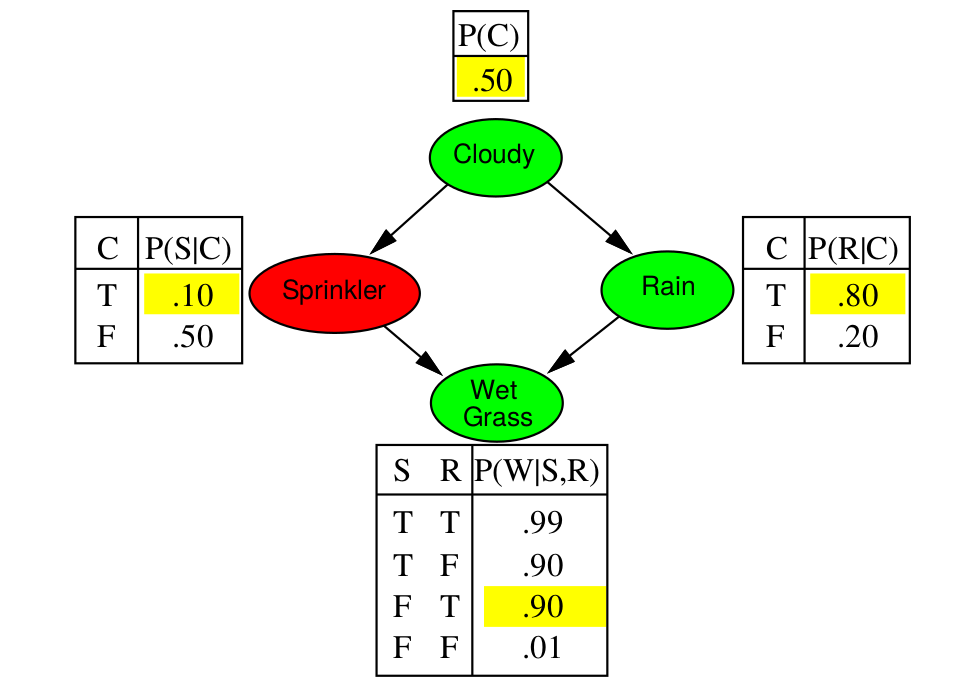 P(C)
.50
Cloudy
C P(S|C)
T .10
F .50
Sprinkler
Rain
C P(R|C)
T .80
F .20
Wet
Grass
S R P(W|S,R)
T T .99
T F .90
F T .90
F F .01